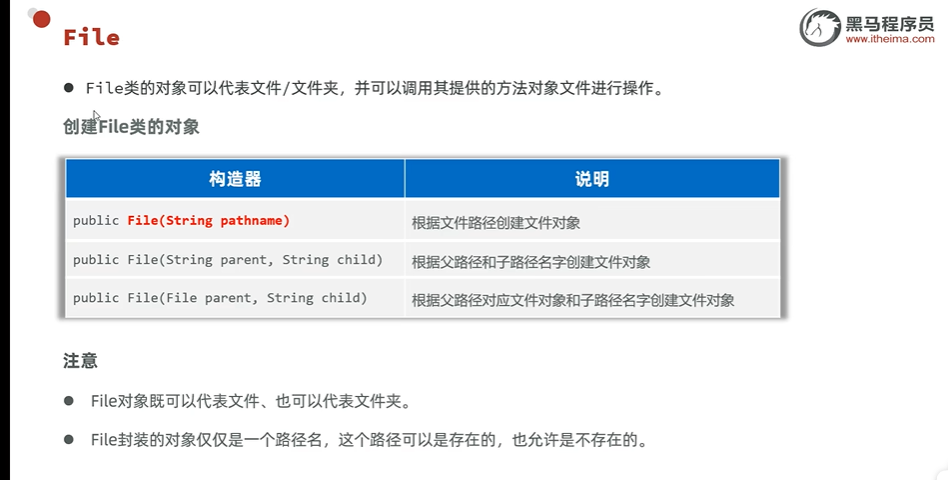 File
黑马程序员
www.itheima.com
File类的对象可以代表文件/文件夹，并可以调用其提供的方法对象文件进行操作。
创建File类的对象
构造器 说明
public File(String pathname) 根据文件路径创建文件对象
public File(String parent, String child) 根据父路径和子路径名字创建文件对象
public File(File parent, String child) 根据父路径对应文件对象和子路径名字创建文件对象
注意
File对象既可以代表文件、也可以代表文件夹。
File封装的对象仅仅是一个路径名，这个路径可以是存在的，也允许是不存在的。